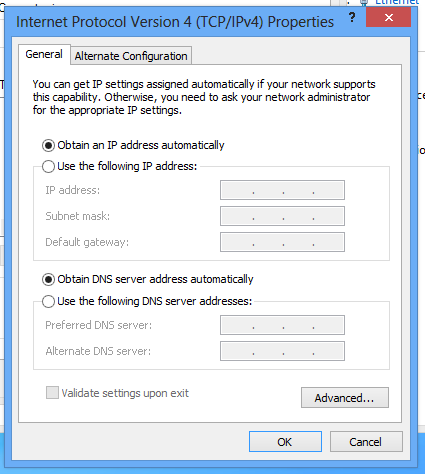 Ethernet
Internet Protocol Version 4 (TCP/IPv4) Properties
?
General
Alternate Configuration
You can get IP settings assigned automatically if your network supports
this capability. Otherwise, you need to ask your network administrator
for the appropriate IP settings.
Obtain an IP address automatically
Use the following IP address:
IP address:
Subnet mask:
Default gateway:
Obtain DNS server address automatically
Use the following DNS server addresses:
Preferred DNS server:
Alternate DNS server:
Validate settings upon exit
Advanced...
OK
Cancel